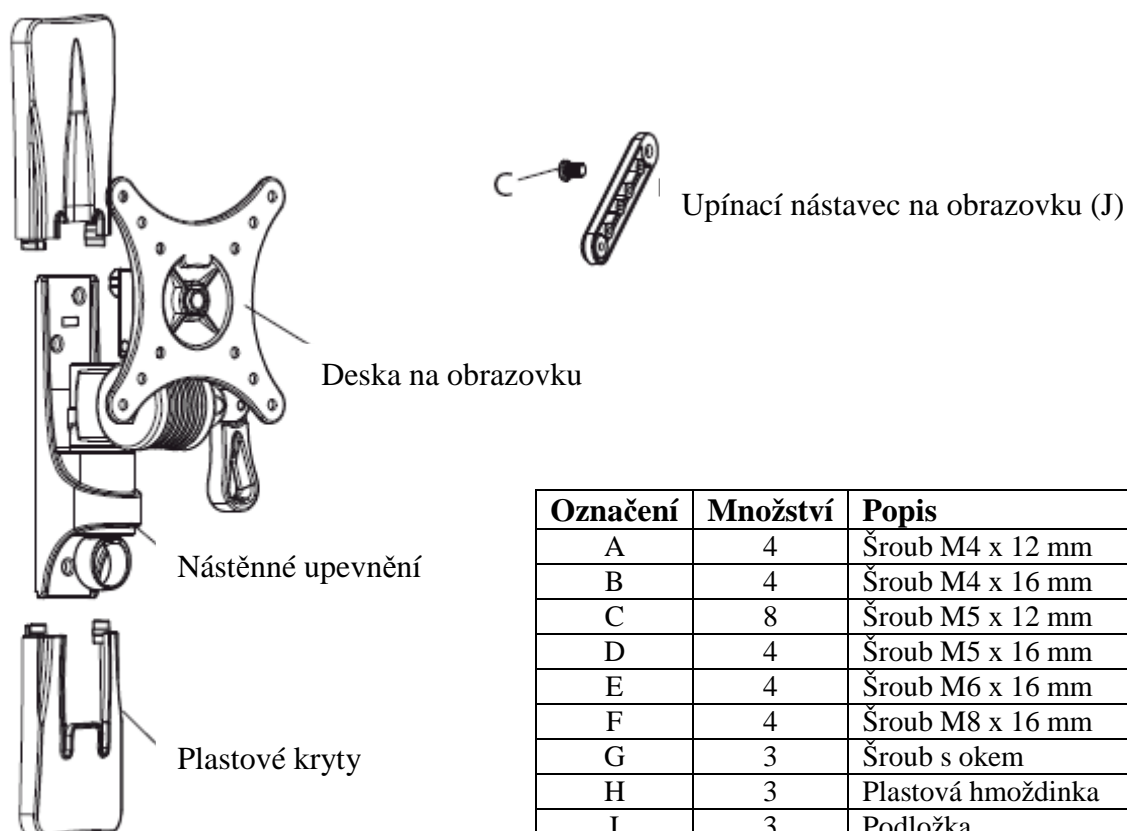 C
Upínací nástavec na obrazovku (J)
Deska na obrazovku
Nástěnné upevnění
Plastové kryty
Označení Množství Popis
A 4 Šroub M4 x 12 mm
B 4 Šroub M4 x 16 mm
C 8 Šroub M5 x 12 mm
D 4 Šroub M5 x 16 mm
E 4 Šroub M6 x 16 mm
F 4 Šroub M8 x 16 mm
G 3 Šroub s okem
H 3 Plastová hmoždinka
I 3 Podložka